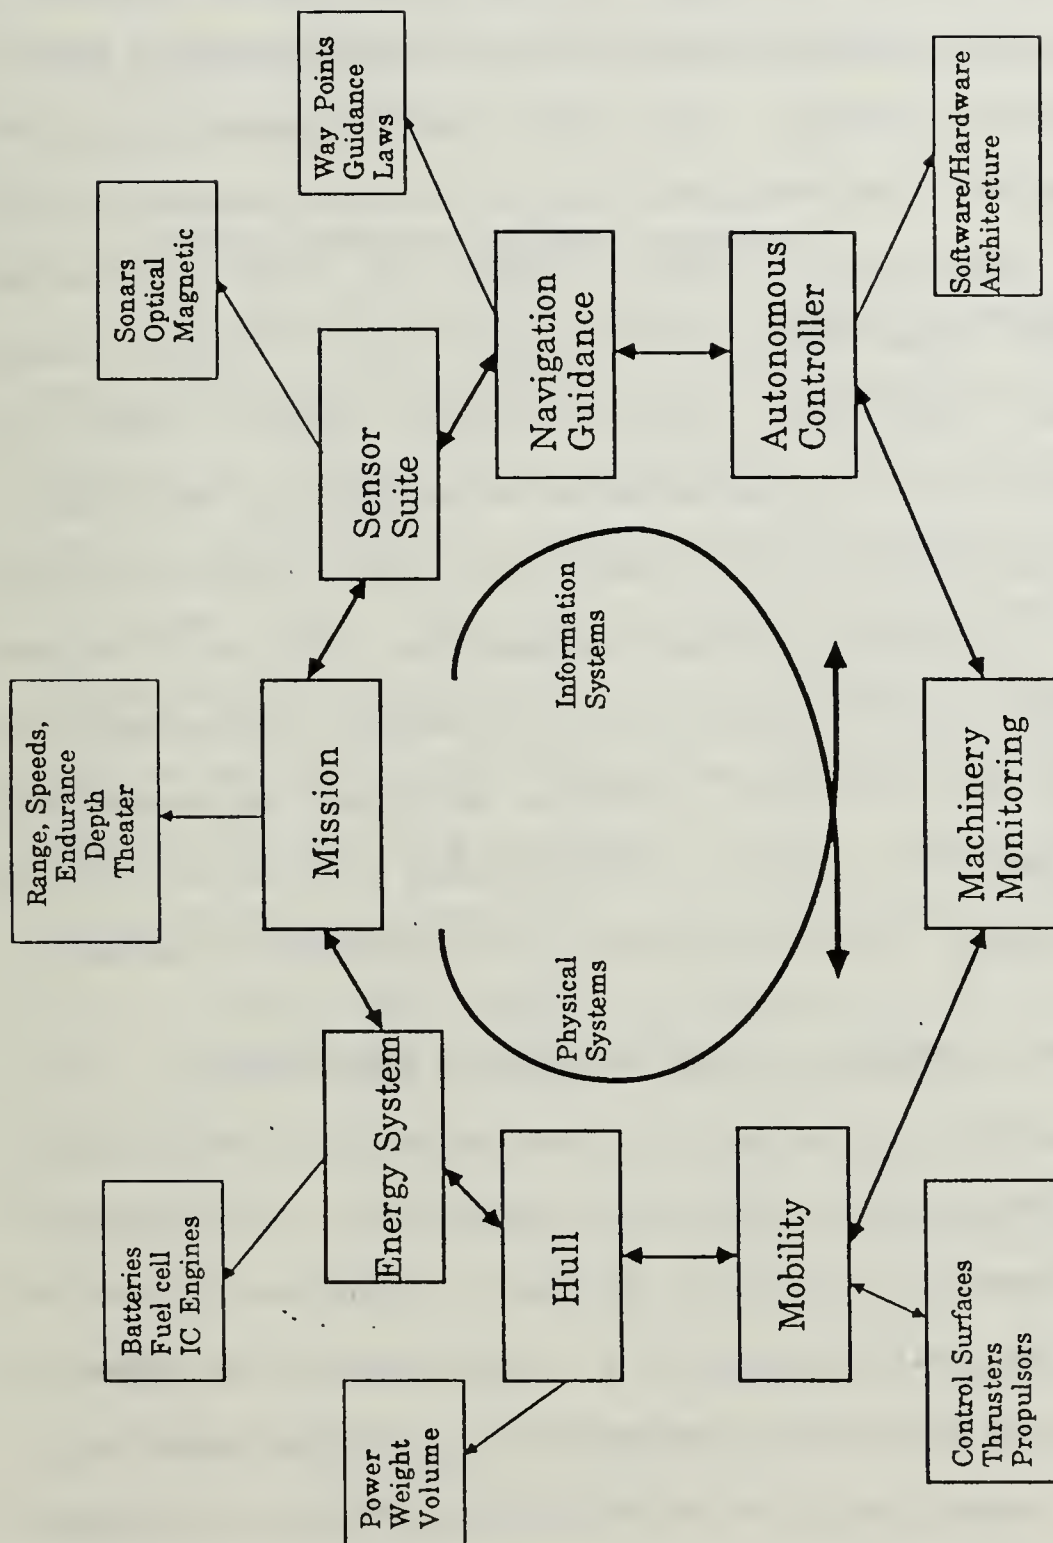 Range, Speeds,
Endurance
Depth
Theater
Mission
Batteries
Fuel cell
IC Engines
Energy System
Power
Weight
Volume
Hull
Mobility
Control Surfaces
Thrusters
Propulsors
Physical
Systems
Information
Systems
Machinery
Monitoring
Sonars
Optical
Magnetic
Sensor
Suite
Way Points
Guidance
Laws
Navigation
Guidance
Autonomous
Controller
Software/Hardware
Architecture